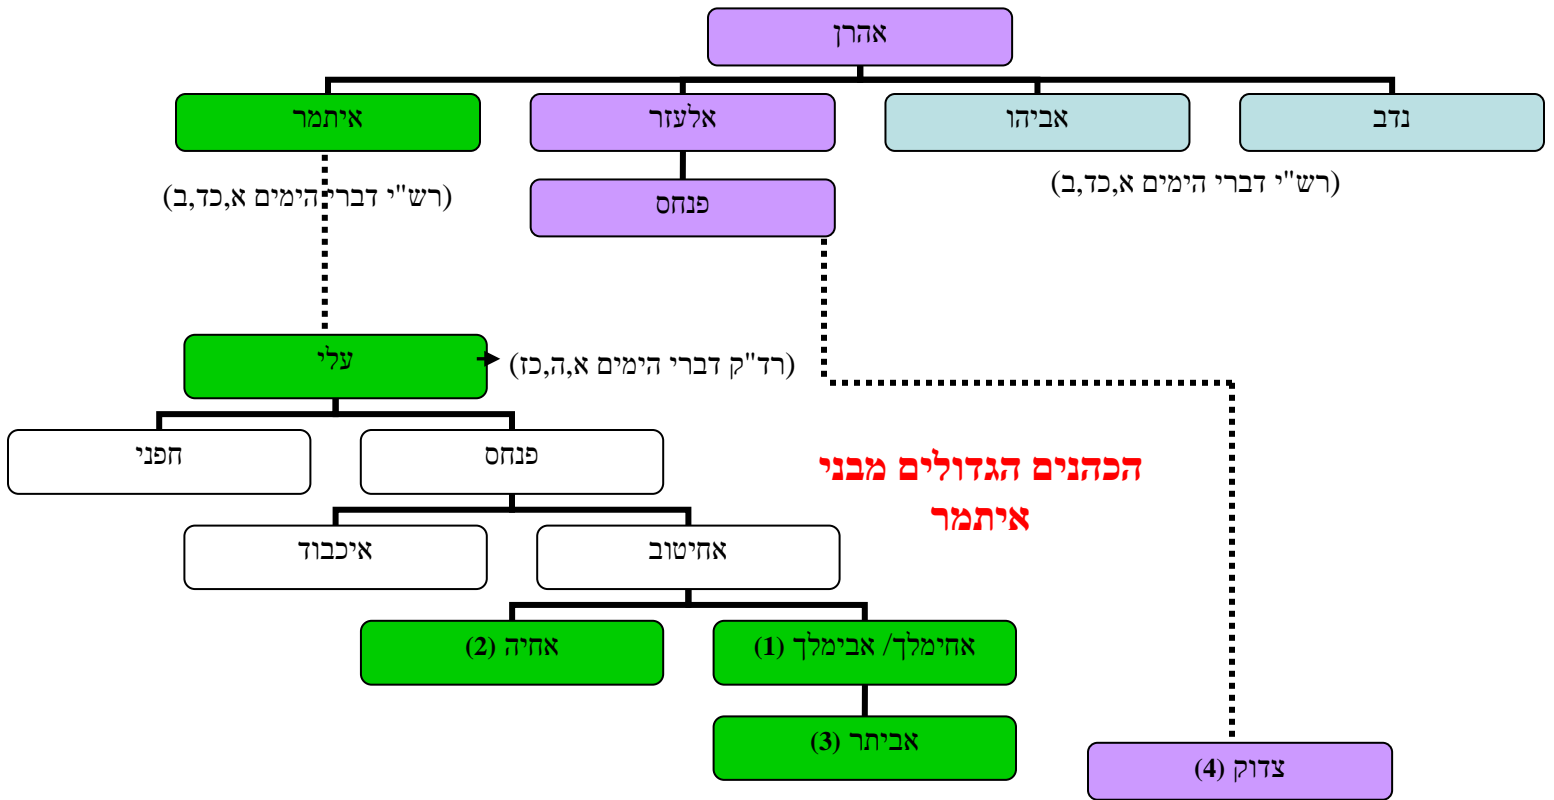 אהרן
נדב
אביהו
אלעזר
איתמר
(רש"י דברי הימים א,כד,ב)
פנחס
(רש"י דברי הימים א,כד,ב)
עלי
(רד"ק דברי הימים א,ה,כז)
פנחס
חפני
הכהנים הגדולים מבני
איתמר
אחיטוב
איכבוד
אחימלך/ אבימלך (1)
אחיה (2)
אביתר (3)
צדוק (4)